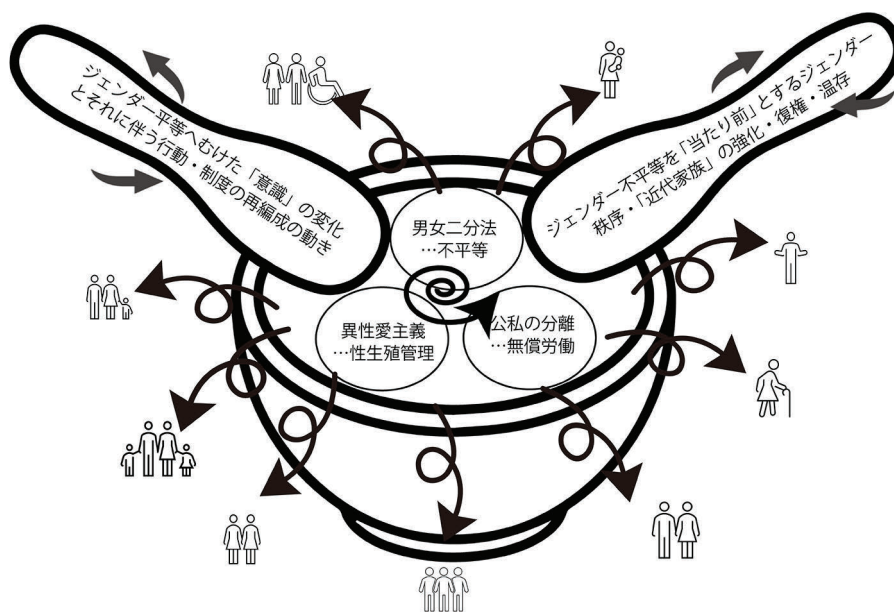 ジェンダー平等へむけた「意識」の変化
とそれに伴う行動・制度の再編成の動き
ジェンダー不平等を「当たり前」とするジェンダー
秩序・「近代家族」の強化・復権・温存
男女二分法
…不平等
異性愛主義
…性生殖管理
公私の分離
…無償労働